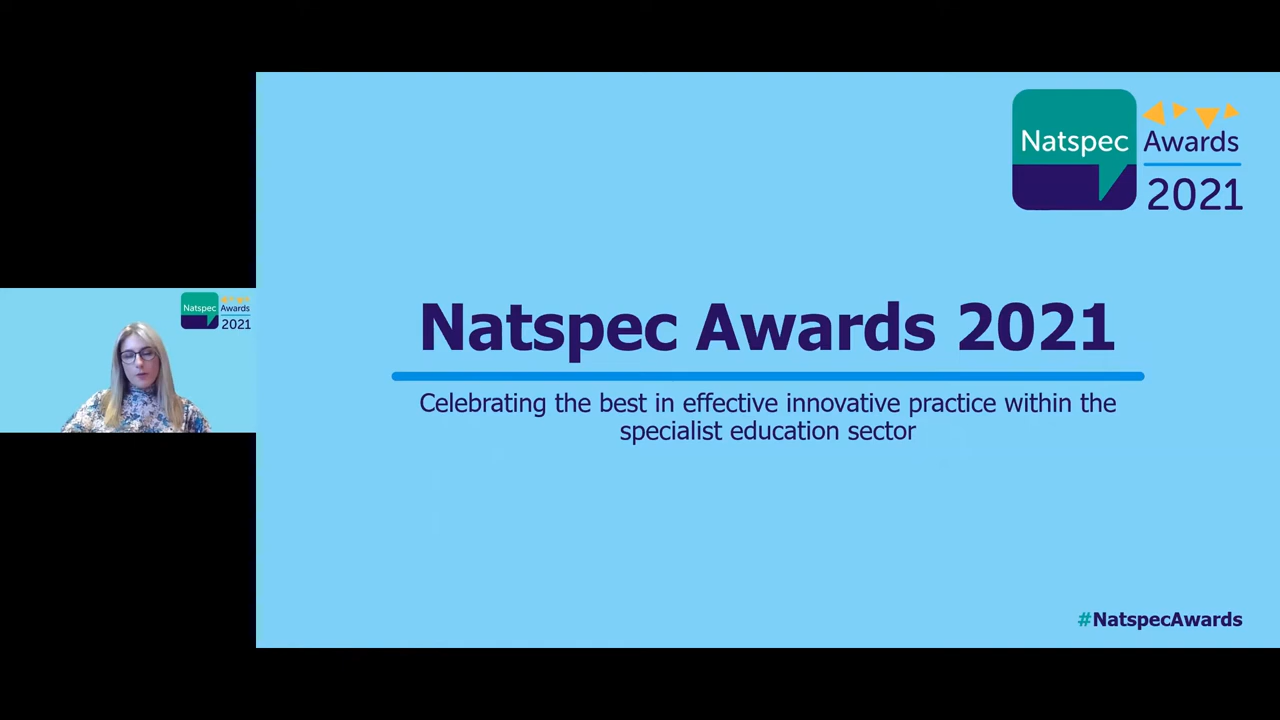 Natspec Awards
2021
Natspec Awards
2021
Natspec Awards 2021
Celebrating the best in effective innovative practice within the
specialist education sector
#NatspecAwards